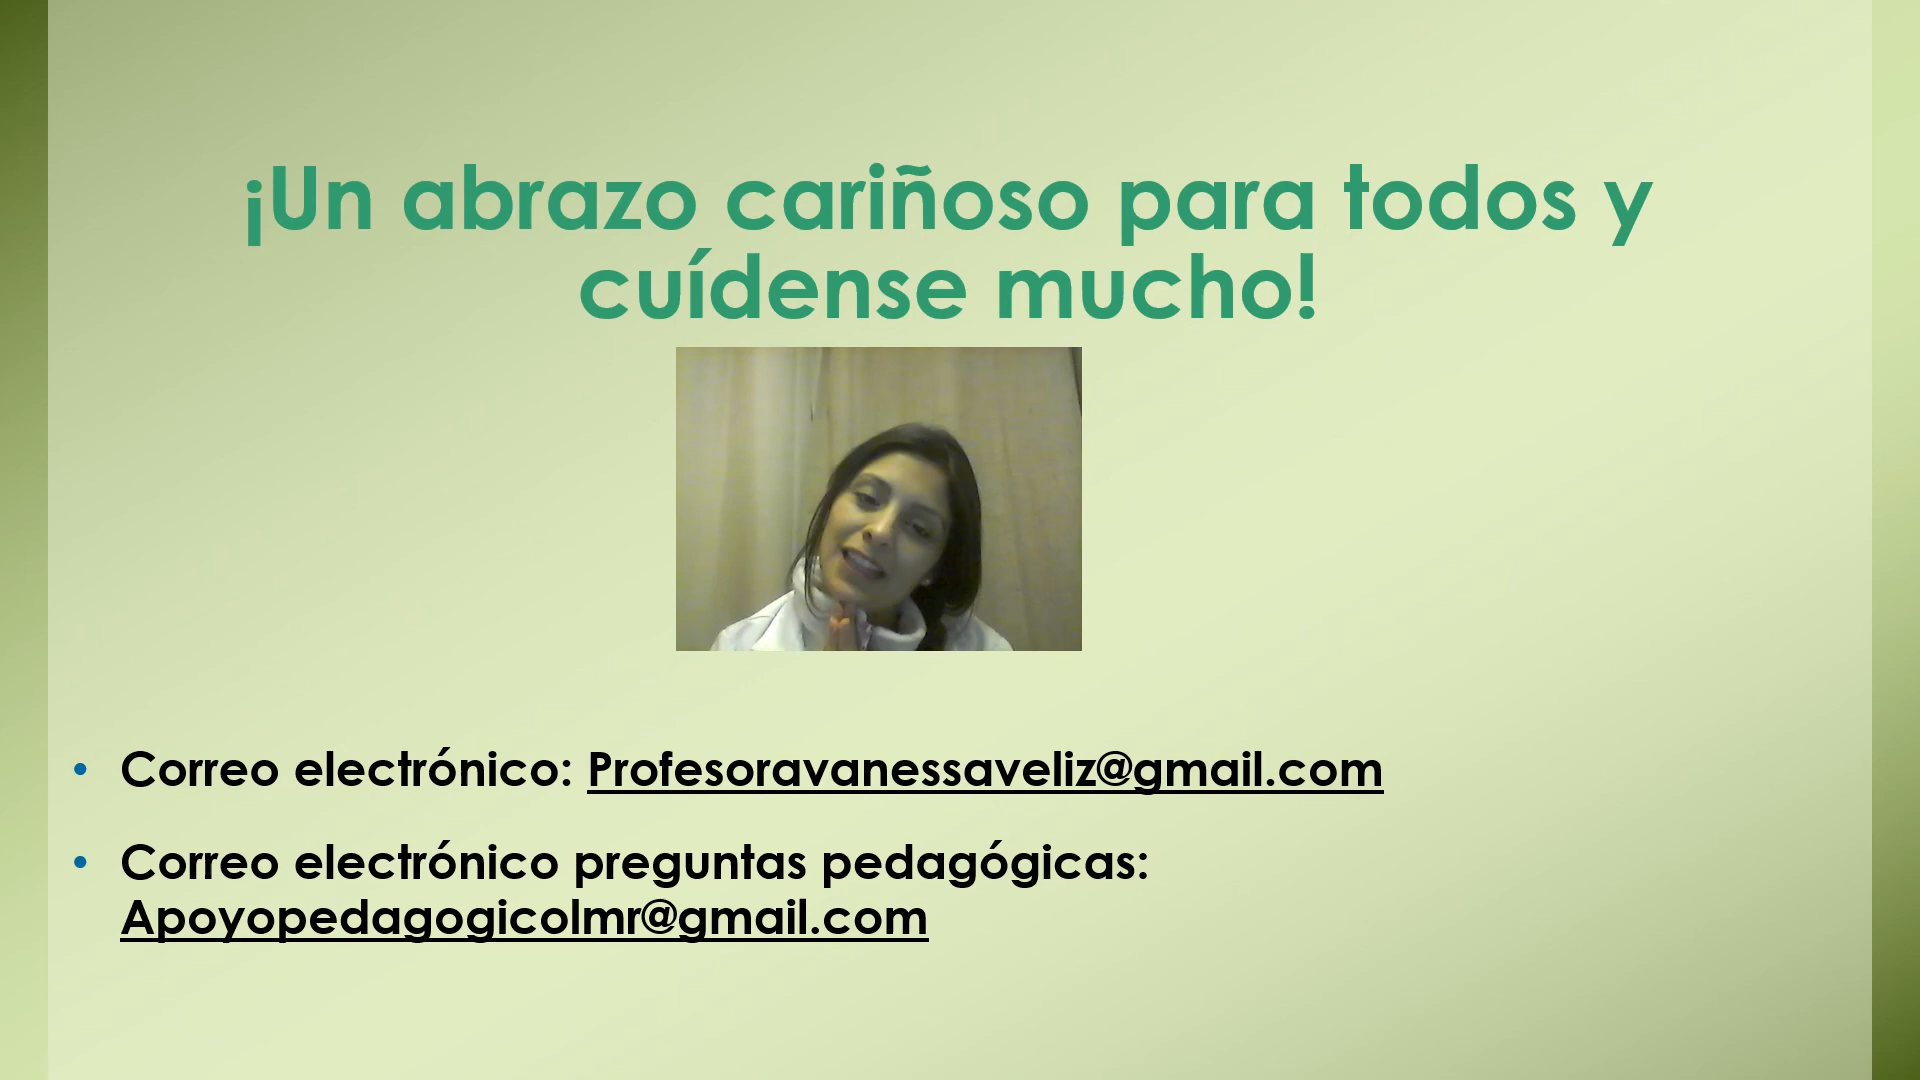 ¡Un abrazo cariñoso para todos y
cuídense mucho!
• Correo electrónico: Profesoravanessaveliz@gmail.com
• Correo electrónico preguntas pedagógicas:
Apoyopedagogicolmr@gmail.com